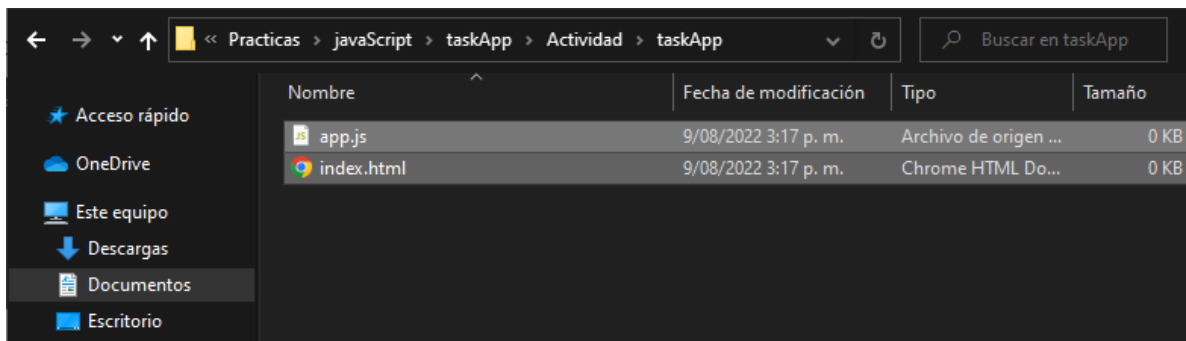 « Practicas > javaScript > taskApp > Actividad > taskApp
Buscar en taskApp
Nombre Fecha de modificación Tipo Tamaño
Acceso rápido
JS app.js 9/08/2022 3:17 p. m. Archivo de origen ... 0 KB
OneDrive
index.html 9/08/2022 3:17 p. m. Chrome HTML Do... 0 KB
Este equipo
Descargas
Documentos
Escritorio